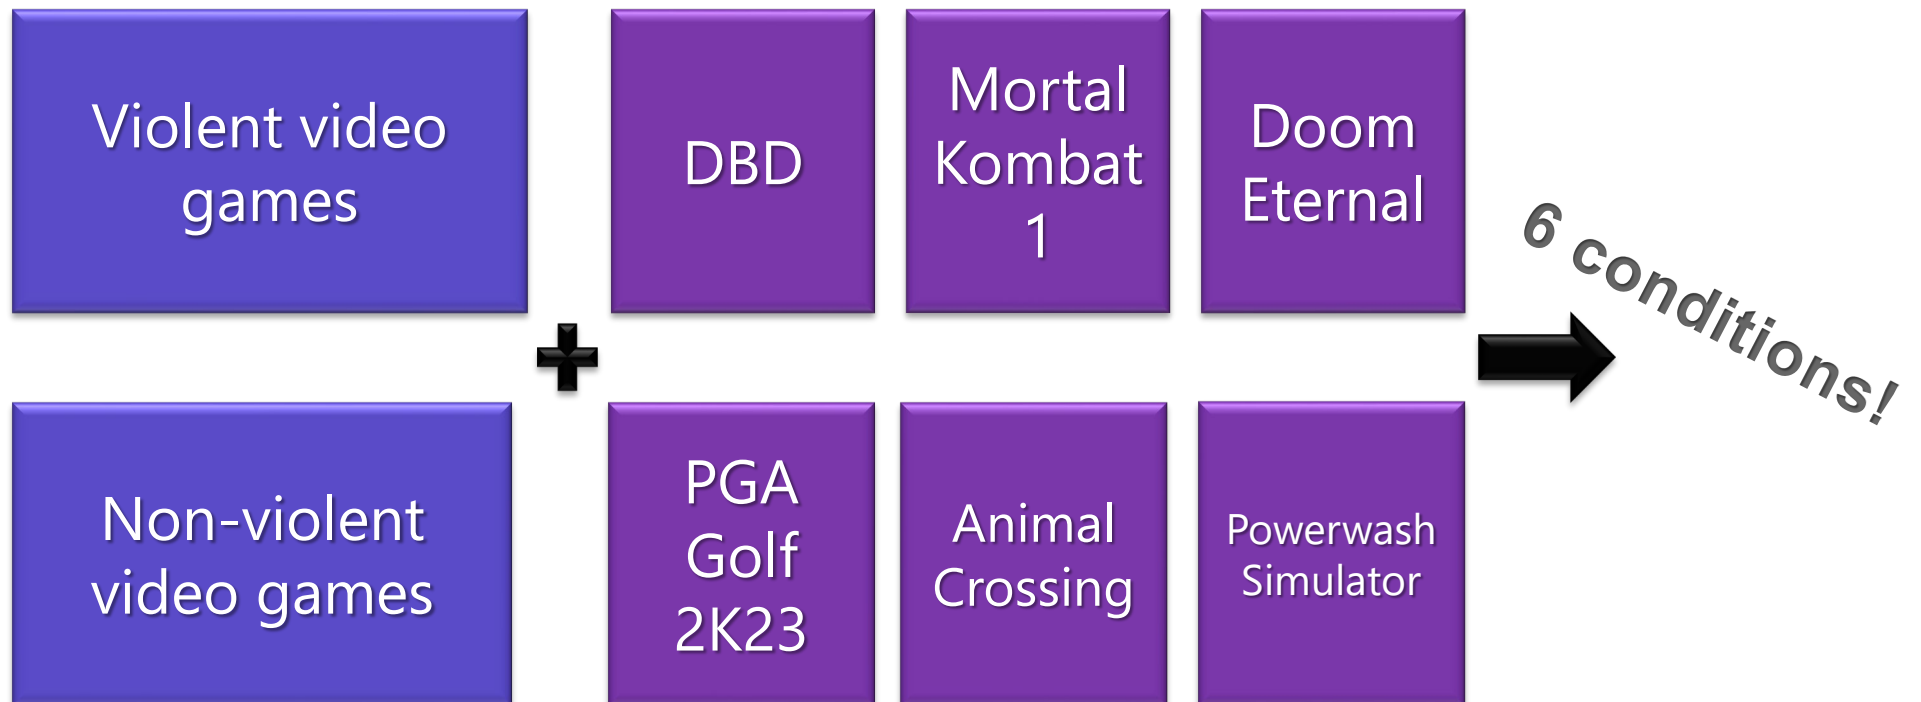 Violent video
games
DBD
Mortal
Kombat
1
Doom
Eternal
6 conditions!
Non-violent
video games
PGA
Golf
2K23
Animal
Crossing
Powerwash
Simulator